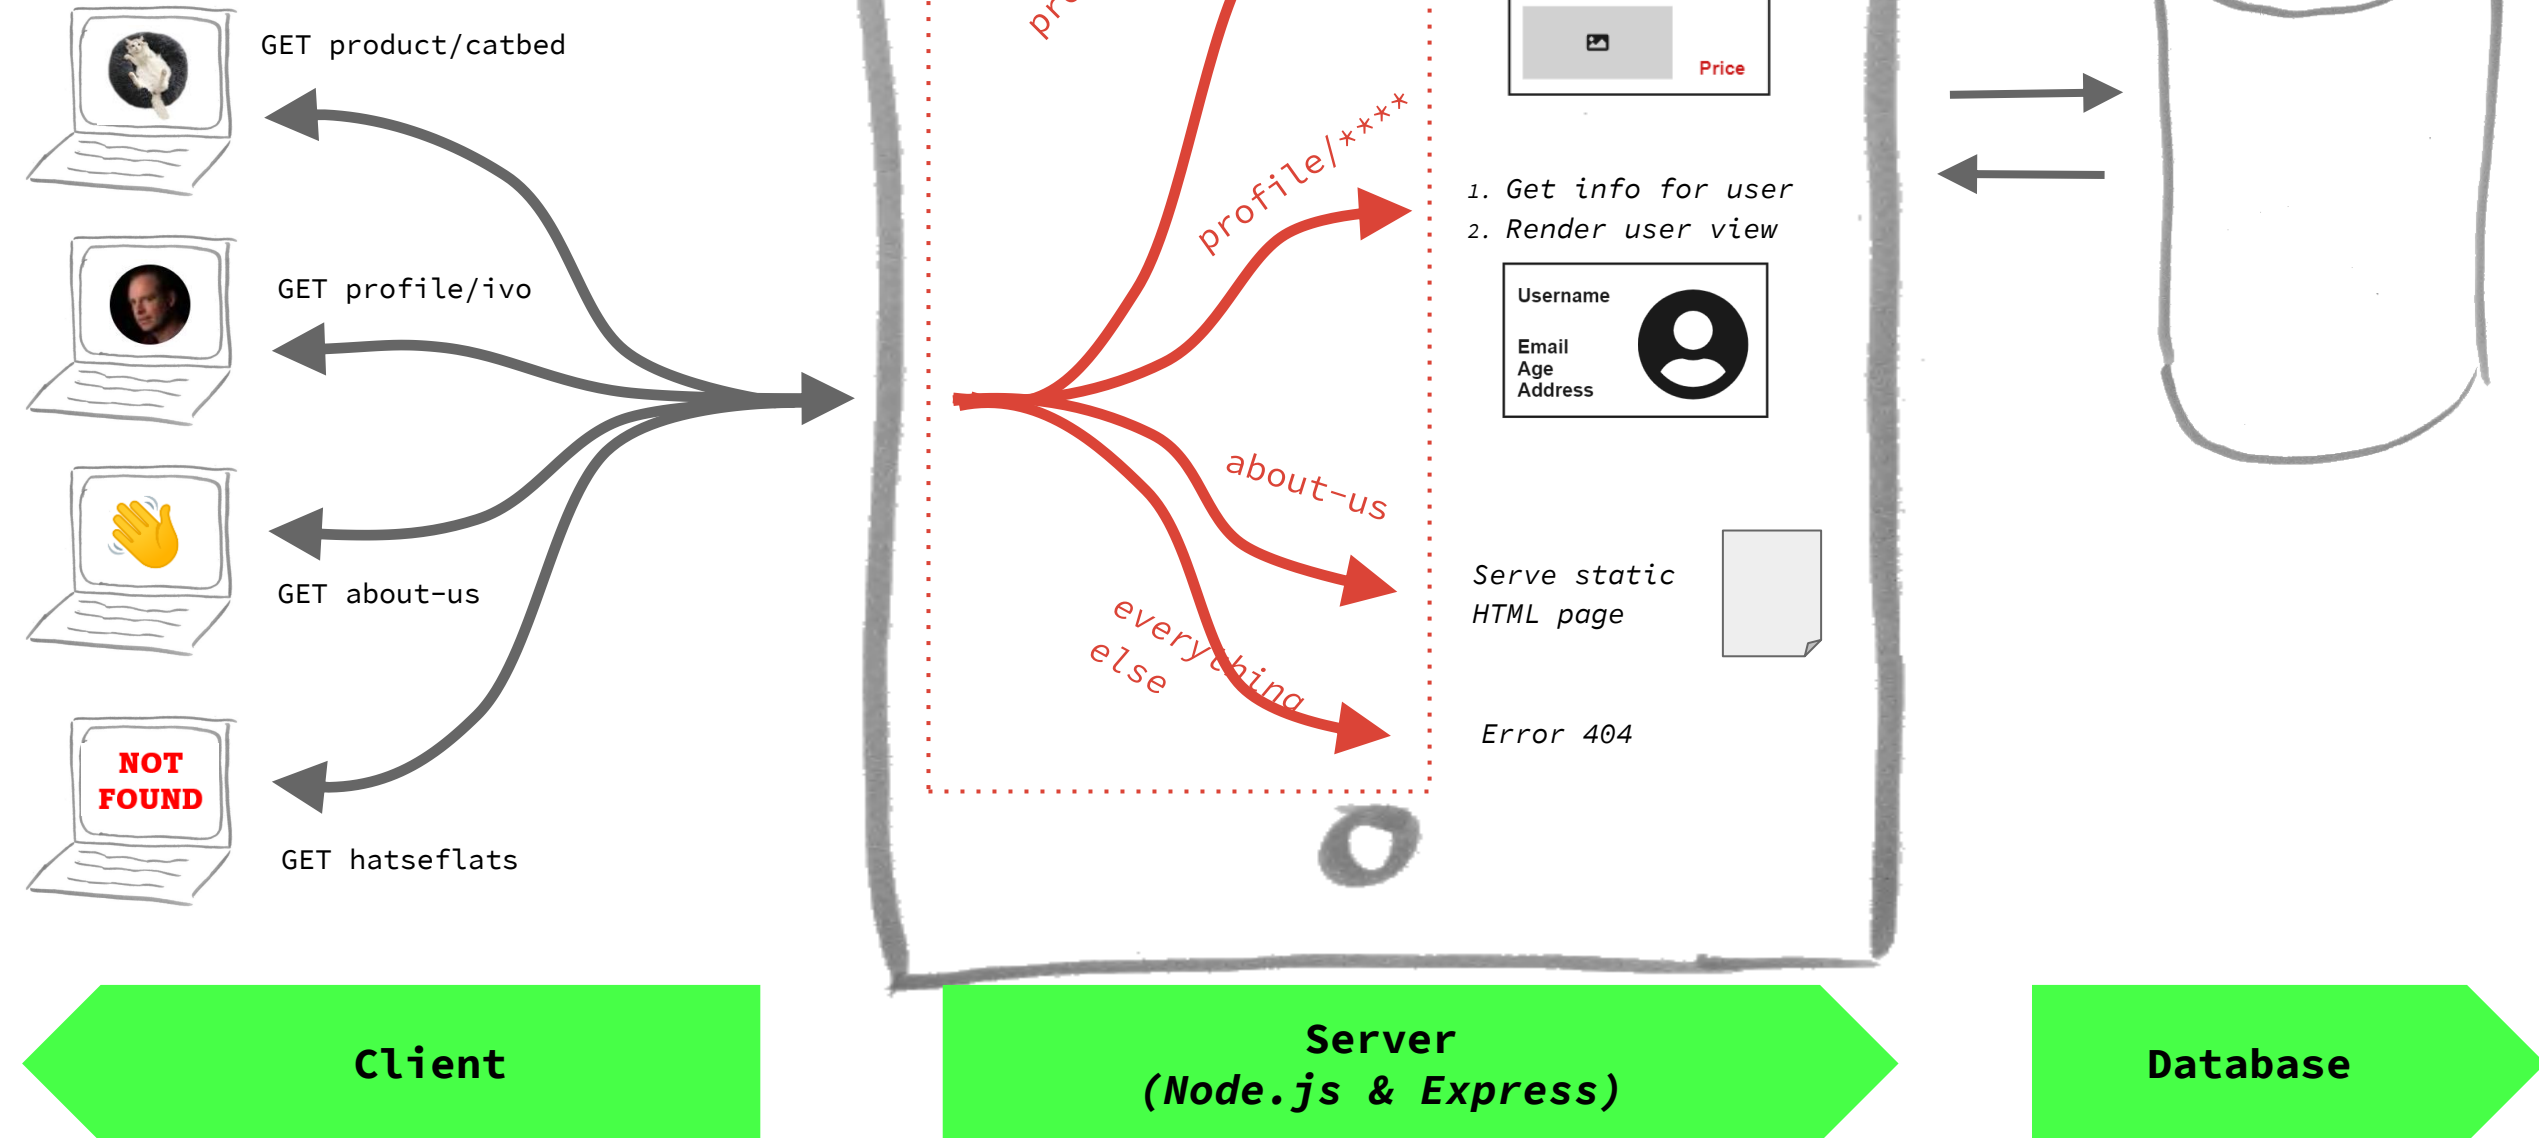 GET product/catbed
GET profile/ivo
GET about-us
NOT
FOUND
GET hatseflats
profile/****
about-us
everything
else
Price
1. Get info for user
2. Render user view
Username
Email
Age
Address
Serve static
HTML page
Error 404
Client
Server
(Node.js & Express)
Database